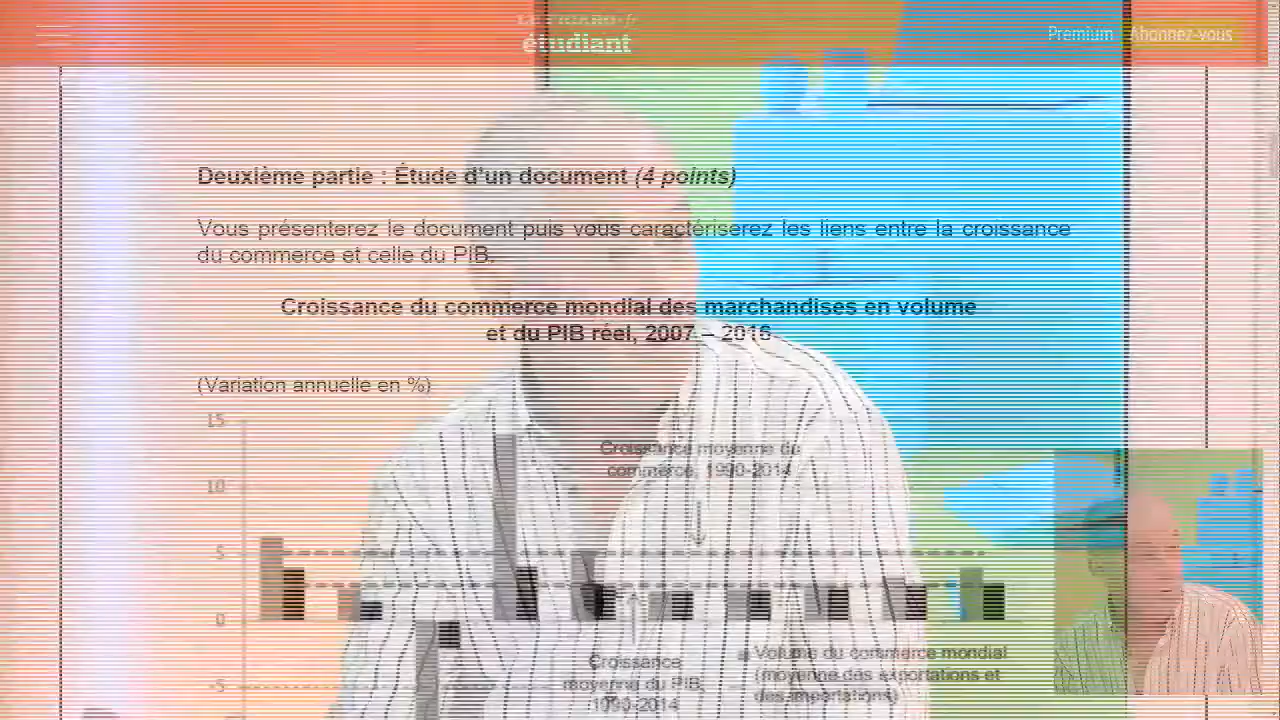 LE FIGARO·fr
étudiant
Premium
Abonnez-vous
Deuxième partie : Étude d'un document (4 points)
Vous présenterez le document puis vous caractériserez les liens entre la croissance
du commerce et celle du PIB.
Croissance du commerce mondial des marchandises en volume
et du PIB réel, 2007 – 2016
(Variation annuelle en %)
15
Croissance moyenne du
commerce, 1990-2014
10
5
0
Croissance
moyenne du PIB,
1990-2014
Volume du commerce mondial
(moyenne des exportations et
des importations)
-5